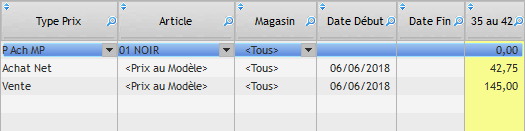 Type Prix Article Magasin Date Début Date Fin 35 au 42
P Ach MP 01 NOIR <Tous> 0,00
Achat Net <Prix au Modèle> <Tous> 06/06/2018 42,75
Vente <Prix au Modèle> <Tous> 06/06/2018 145,00